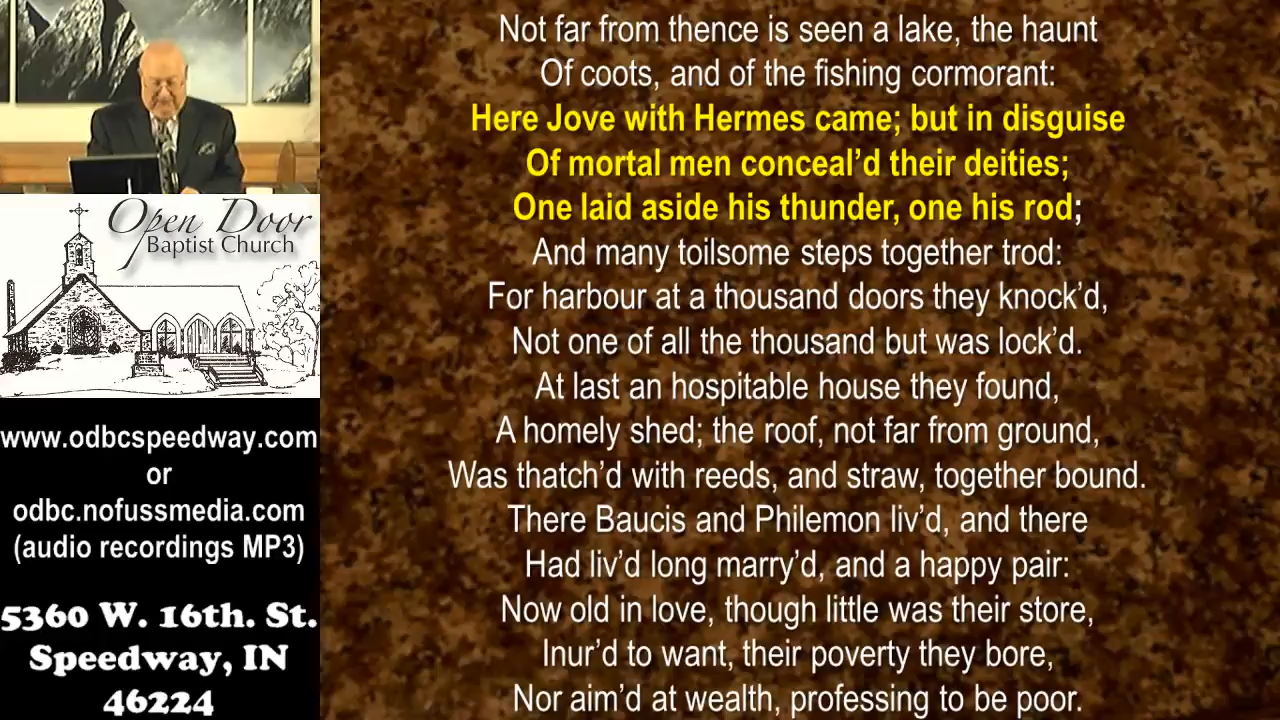 Open Door
Baptist Church
www.odbcspeedway.com
or
odbc.nofussmedia.com
(audio recordings MP3)
5360 W. 16th. St.
Speedway, IN
46224
Not far from thence is seen a lake, the haunt
Of coots, and of the fishing cormorant:
Here Jove with Hermes came; but in disguise
Of mortal men conceal’d their deities;
One laid aside his thunder, one his rod;
And many toilsome steps together trod:
For harbour at a thousand doors they knock’d,
Not one of all the thousand but was lock’d.
At last an hospitable house they found,
A homely shed; the roof, not far from ground,
Was thatch’d with reeds, and straw, together bound.
There Baucis and Philemon liv’d, and there
Had liv’d long marry’d, and a happy pair:
Now old in love, though little was their store,
Inur’d to want, their poverty they bore,
Nor aim’d at wealth, professing to be poor.